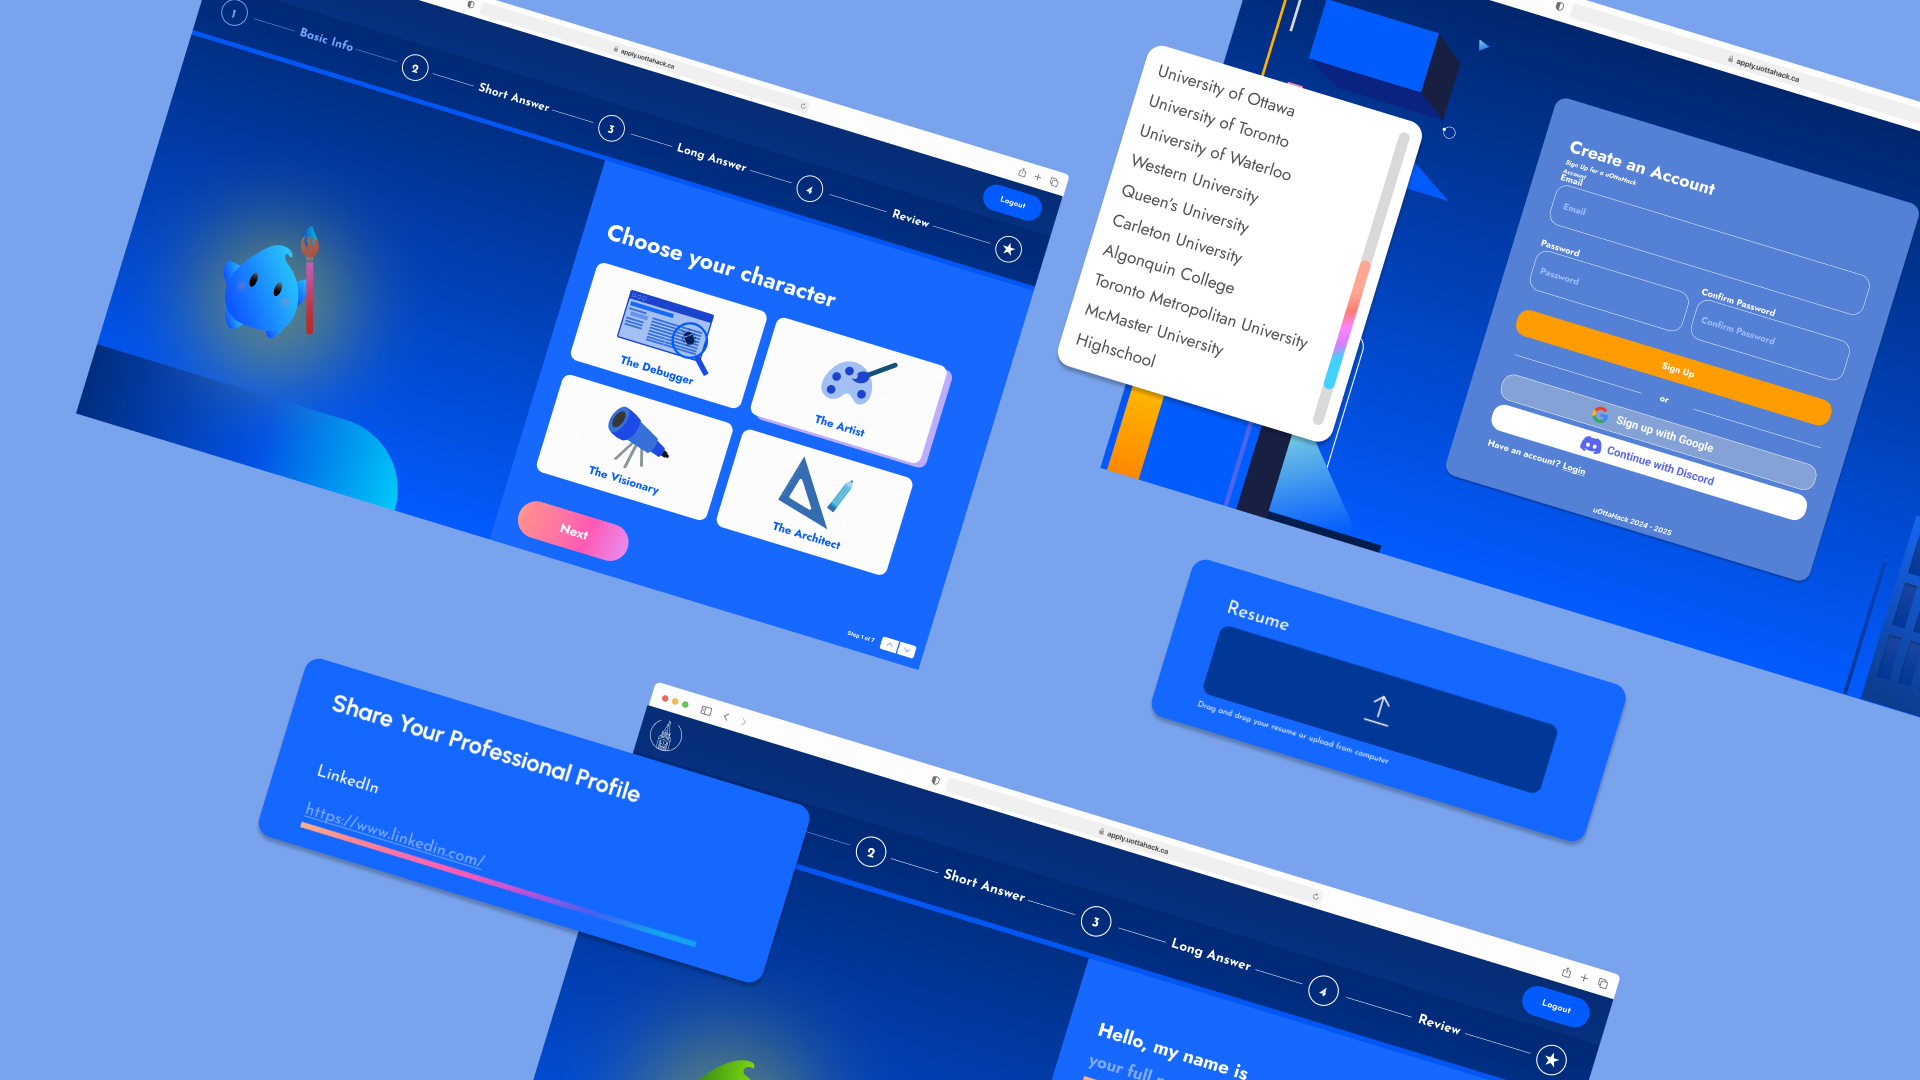 1
Basic Info
2
Short Answer
3
Long Answer
4
Review
apply.uottahack.ca
Logout
Choose your character
The Debugger
The Artist
The Visionary
The Architect
Next
Step 1 of 7
University of Ottawa
University of Toronto
University of Waterloo
Western University
Queen's University
Carleton University
Algonquin College
Toronto Metropolitan University
McMaster University
Highschool
apply.uottahack.ca
Create an Account
Sign Up for a uOttaHack
Account
Email
Email
Password
Password
Confirm Password
Confirm Password
Sign Up
or
Sign up with Google
Continue with Discord
Have an account? Login
uOttaHack 2024 - 2025
Resume
Drag and drop your resume or upload from computer
Share Your Professional Profile
LinkedIn
https://www.linkedin.com/
apply.uottahack.ca
2
Short Answer
3
Long Answer
4
Review
Logout
Hello, my name is
your full